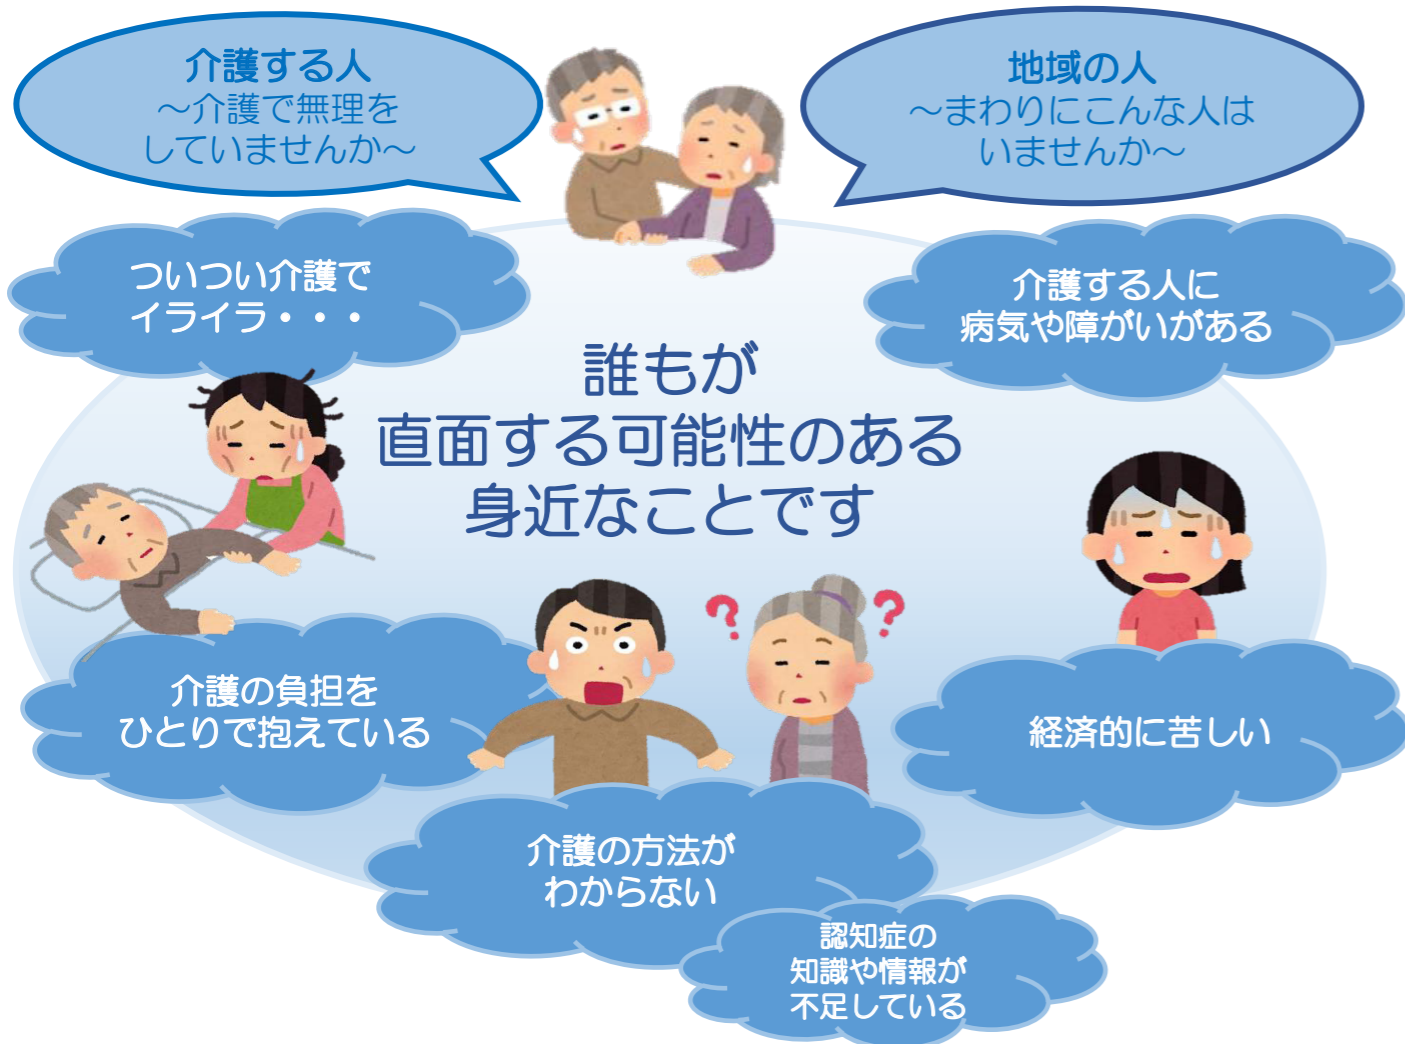 介護する人
～介護で無理を
していませんか～
地域の人
～まわりにこんな人は
いませんか～
ついつい介護で
イライラ・・・
介護する人に
病気や障がいがある
誰もが
直面する可能性のある
身近なことです
?
?
介護の負担を
ひとりで抱えている
経済的に苦しい
介護の方法が
わからない
認知症の
知識や情報が
不足している